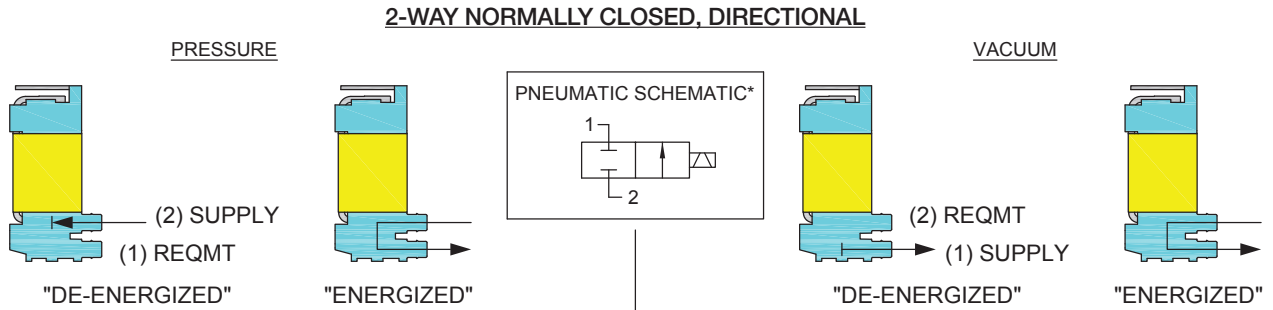 2-WAY NORMALLY CLOSED, DIRECTIONAL
PRESSURE
VACUUM
PNEUMATIC SCHEMATIC*
1
2
(2) SUPPLY
(1) REQMT
"DE-ENERGIZED"
"ENERGIZED"
(2) REQMT
(1) SUPPLY
"DE-ENERGIZED"
"ENERGIZED"